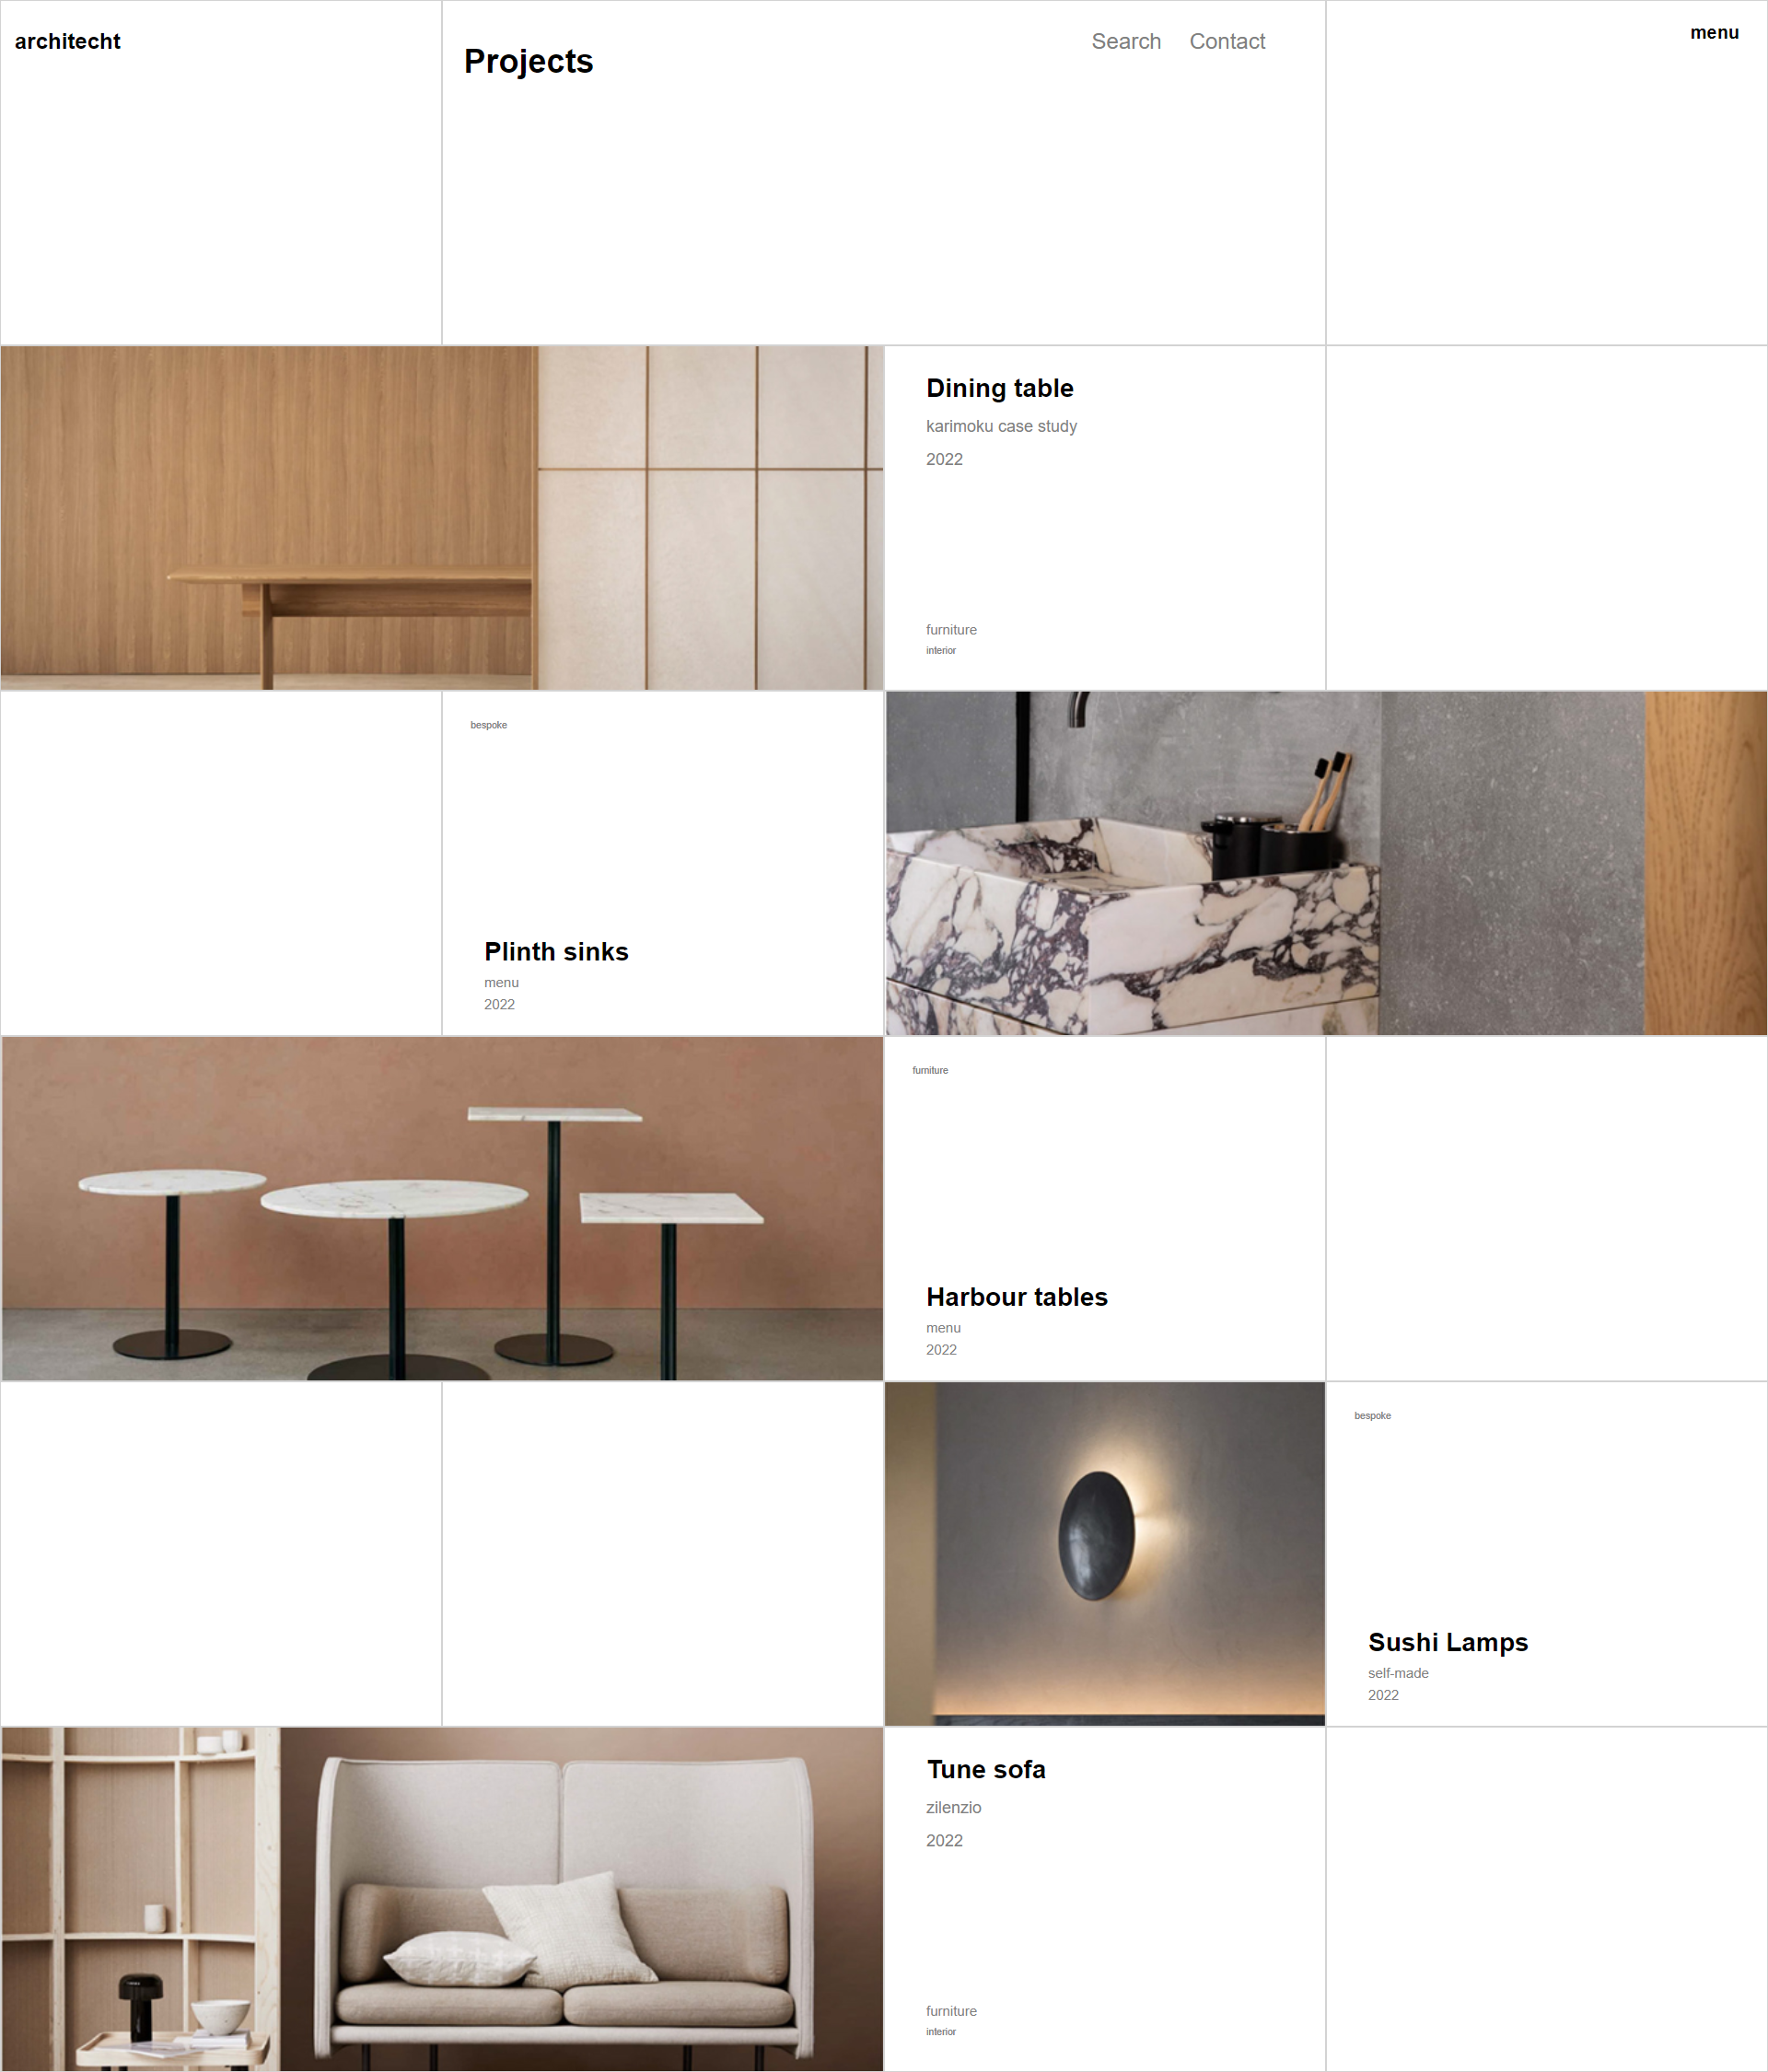 architecht
Projects
Search Contact
menu
Dining table
karimoku case study
2022
furniture
interior
bespoke
Plinth sinks
menu
2022
furniture
Harbour tables
menu
2022
bespoke
Sushi Lamps
self-made
2022
Tune sofa
zilenzio
2022
furniture
interior